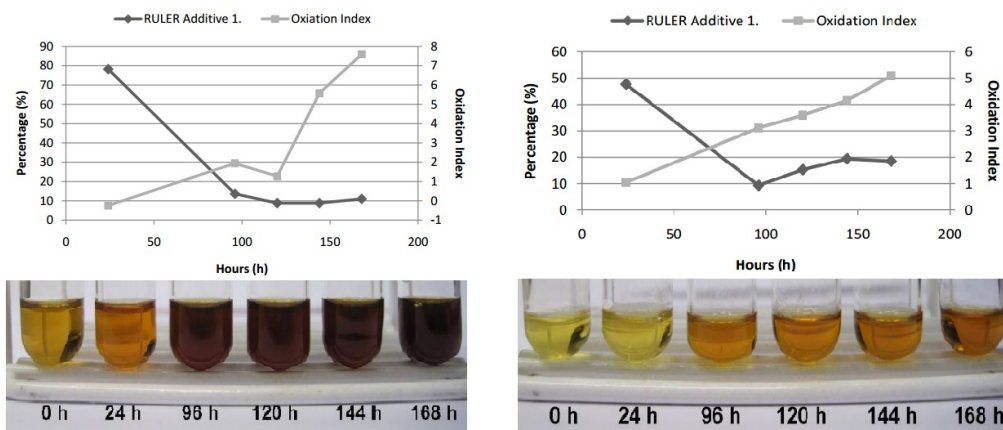 RULER Additive 1. Oxiation Index
Percentage (%)
90
80
70
60
50
40
30
20
10
0
8
7
6
5
4
3
2
1
0
-1
Oxidation Index
0 50 100 150 200
Hours (h)
0 h 24 h 96 h 120 h 144 h 168 h
RULER Additive 1. Oxidation Index
Percentage (%)
60
50
40
30
20
10
0
6
5
4
3
2
1
0
Oxidation Index
0 50 100 150 200
Hours (h)
0 h 24 h 96 h 120 h 144 h 168 h